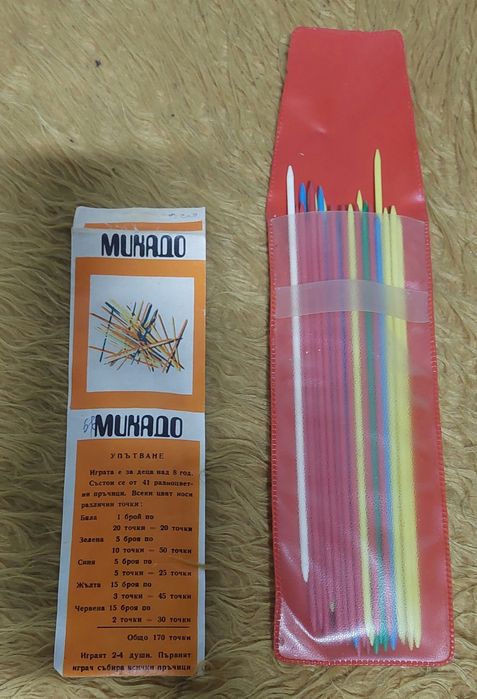 МИКАДО
МИКАДО
УПЪТВАНЕ
Играта е за деца над 8 год.
Състои се от 41 разноцвет-
ни пръчици. Всеки цвят носи
различни точки:
Бяла 1 брой по
20 точки — 20 точки
Зелена 5 броя по
10 точки — 50 точки
Синя 5 броя по
5 точки — 25 точки
Жълта 15 броя по
3 точки — 45 точки
Червена 15 броя по
2 точки — 30 точки
Общо 170 точки
Играят 2-4 души. Първият
играч събира всички пръчици